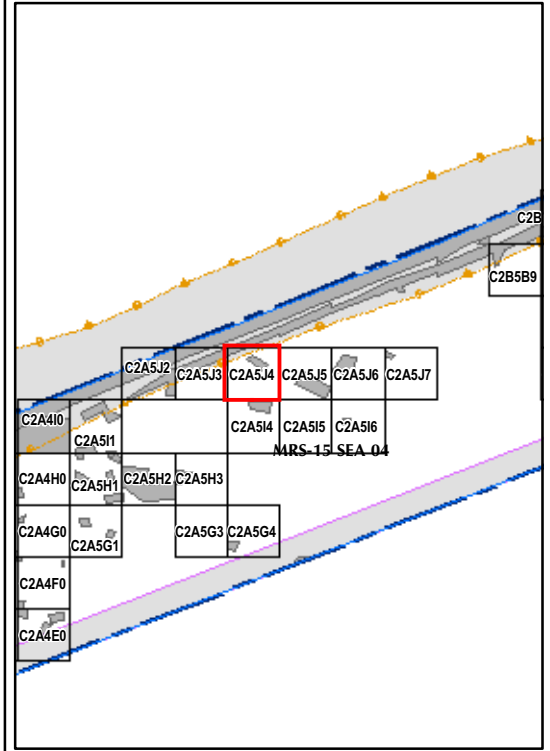 C2B
C2B5B9
C2A5J2
C2A5J3
C2A5J4
C2A5J5
C2A5J6
C2A5J7
C2A4I0
C2A5I1
C2A5I4
C2A5I5
C2A5I6
MRS-15 SEA 04
C2A4H0
C2A5H1
C2A5H2
C2A5H3
C2A4G0
C2A5G1
C2A5G3
C2A5G4
C2A4F0
C2A4E0